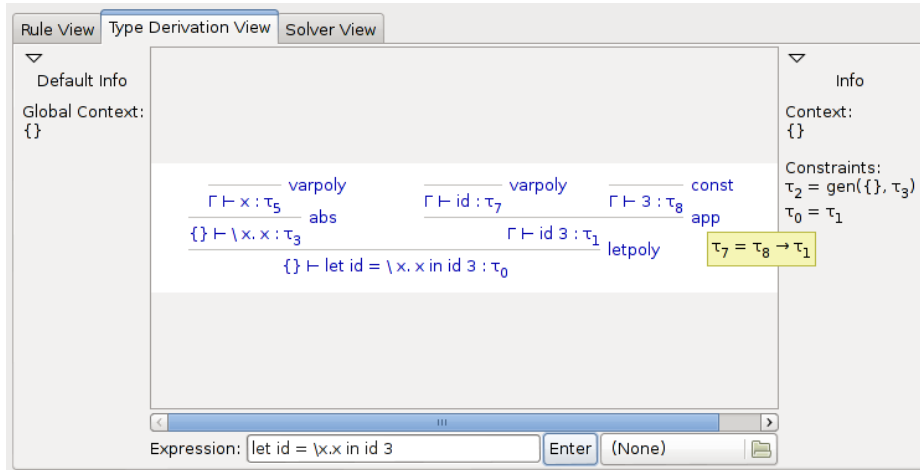 Rule View Type Derivation View Solver View
Default Info
Global Context:
{}
varpoly varpoly const
Γ ⊢ x : τ5 Γ ⊢ id : τ7 Γ ⊢ 3 : τ8
abs app
{} ⊢ \ x. x : τ3 Γ ⊢ id 3 : τ1
letpoly
{} ⊢ let id = \ x. x in id 3 : τ0
τ7 = τ8 → τ1
Info
Context:
{}
Constraints:
τ2 = gen({}, τ3)
τ0 = τ1
Expression: let id = \x.x in id 3 Enter (None)